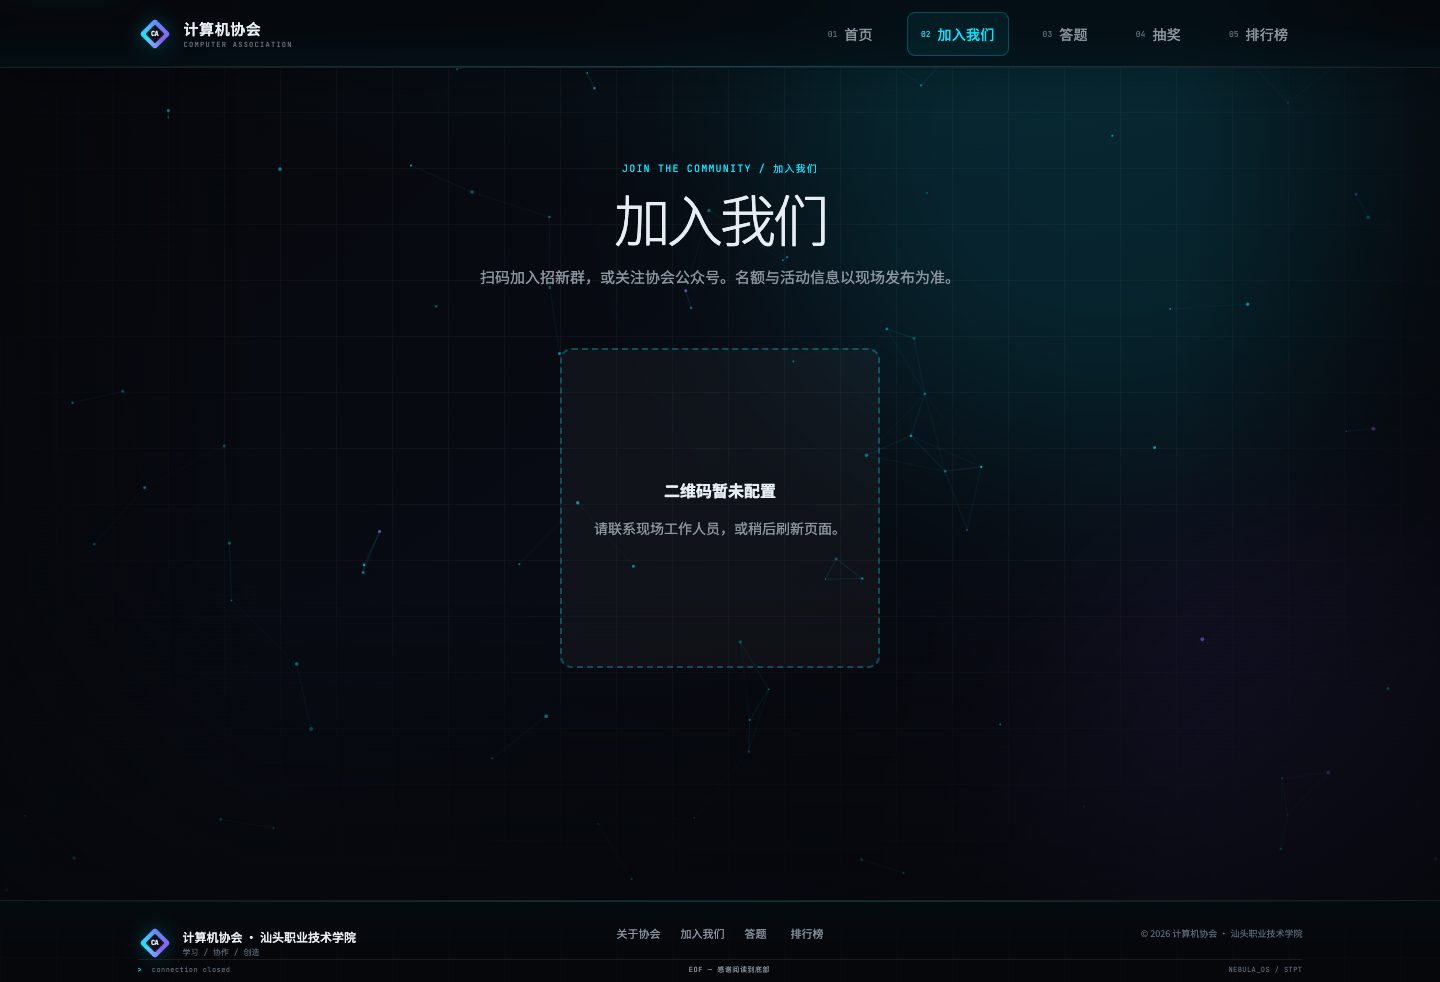 CA
计算机协会
COMPUTER ASSOCIATION
01 首页
02 加入我们
03 答题
04 抽奖
05 排行榜
JOIN THE COMMUNITY / 加入我们
加入我们
扫码加入招新群，或关注协会公众号。名额与活动信息以现场发布为准。
二维码暂未配置
请联系现场工作人员，或稍后刷新页面。
CA
计算机协会 · 汕头职业技术学院
学习 / 协作 / 创造
关于协会 加入我们 答题 排行榜
© 2026 计算机协会 · 汕头职业技术学院
> connection closed
EOF — 感谢阅读到底部
NEBULA_OS / STPT